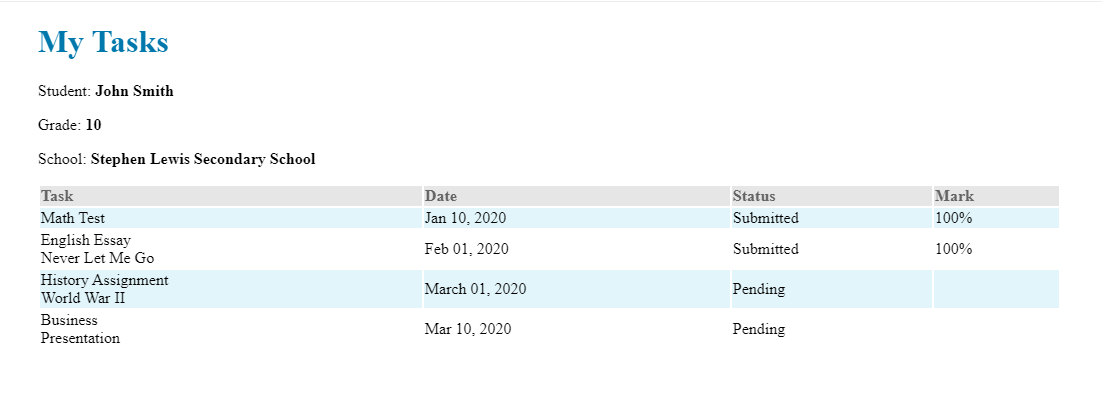 My Tasks
Student: John Smith
Grade: 10
School: Stephen Lewis Secondary School
Task Date Status Mark
Math Test Jan 10, 2020 Submitted 100%
English Essay
Never Let Me Go Feb 01, 2020 Submitted 100%
History Assignment
World War II March 01, 2020 Pending
Business
Presentation Mar 10, 2020 Pending